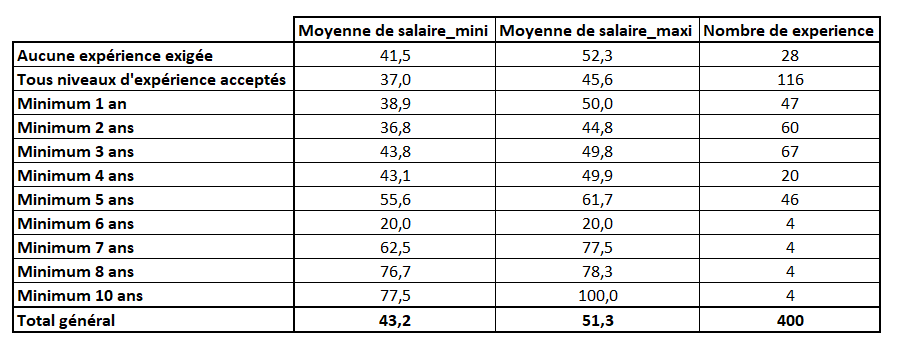 Moyenne de salaire_mini Moyenne de salaire_maxi Nombre de experience
Aucune expérience exigée 41,5 52,3 28
Tous niveaux d'expérience acceptés 37,0 45,6 116
Minimum 1 an 38,9 50,0 47
Minimum 2 ans 36,8 44,8 60
Minimum 3 ans 43,8 49,8 67
Minimum 4 ans 43,1 49,9 20
Minimum 5 ans 55,6 61,7 46
Minimum 6 ans 20,0 20,0 4
Minimum 7 ans 62,5 77,5 4
Minimum 8 ans 76,7 78,3 4
Minimum 10 ans 77,5 100,0 4
Total général 43,2 51,3 400